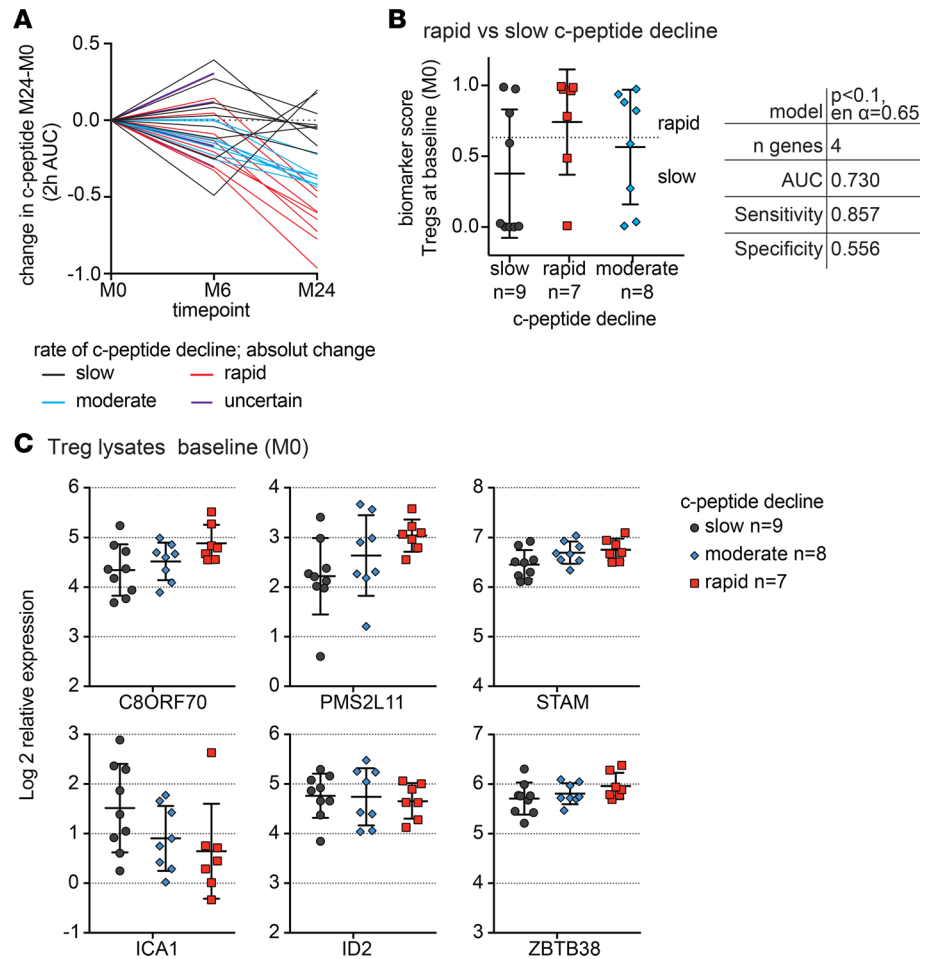 A
change in c-peptide M24-M0
(2h AUC)
0.5
0.0
-0.5
-1.0
M0
M6
M24
timepoint
rate of c-peptide decline; absolut change
slow
rapid
moderate
uncertain
B
rapid vs slow c-peptide decline
biomarker score
Tregs at baseline (M0)
1.0
0.5
0.0
rapid
slow
slow
rapid
moderate
n=9
n=7
n=8
c-peptide decline
model
p<0.1,
en α=0.65
n genes 4
AUC 0.730
Sensitivity 0.857
Specificity 0.556
C
Treg lysates baseline (M0)
Log 2 relative expression
6
5
4
3
2
C8ORF70
4
3
2
1
0
PMS2L11
8
7
6
5
4
STAM
c-peptide decline
slow n=9
moderate n=8
rapid n=7
3
2
1
0
-1
ICA1
6
5
4
3
2
ID2
7
6
5
4
3
ZBTB38